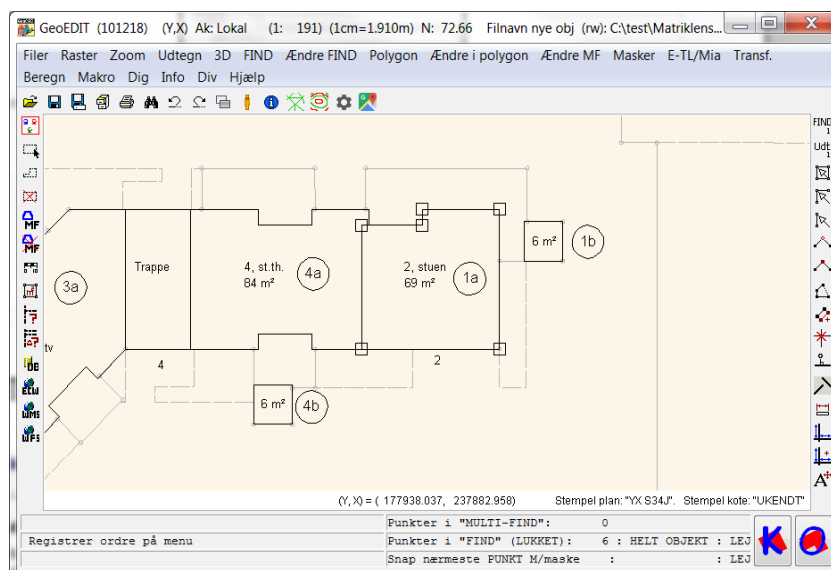 GeoEDIT (101218) (Y,X) Ak: Lokal (1: 191) (1cm=1.910m) N: 72.66 Filnavn nye obj (rw): C:\test\Matriklens...
Filer Raster Zoom Udtegn 3D FIND Ændre FIND Polygon Ændre i polygon Ændre MF Masker E-TL/Mia Transf.
Beregn Makro Dig Info Div Hjælp
FIND
1
Udt
1
MF
MF
mf
DB
ECW
WMS
WFS
6 m²
1b
Trappe
4, st.th.
84 m²
4a
2, stuen
69 m²
1a
3a
tv
4
2
6 m²
4b
(Y, X) = ( 177938.037, 237882.958) Stempel plan: "YX S34J". Stempel kote: "UKENDT"
Punkter i "MULTI-FIND": 0
Registrer ordre på menu
Punkter i "FIND" (LUKKET): 6 : HELT OBJEKT : LEJ
Snap nærmeste PUNKT M/maske : : LEJ
K